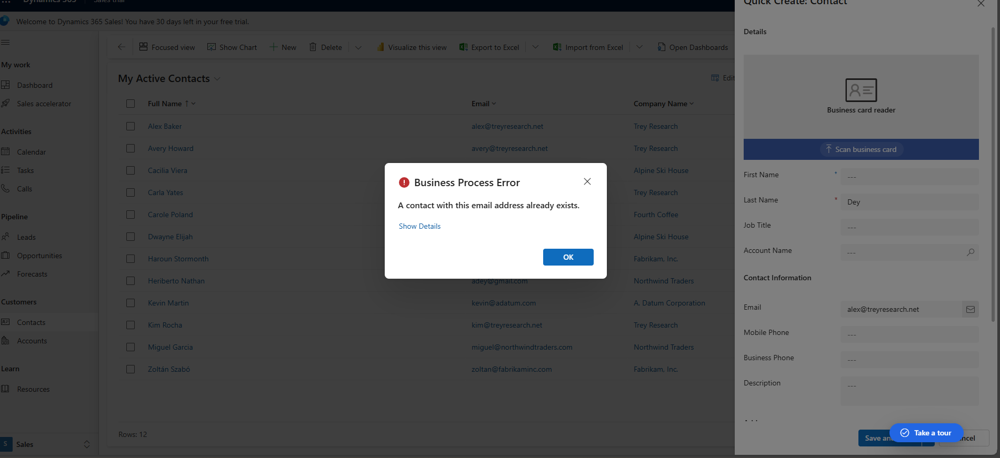 Dynamics 365 Sales trial
Welcome to Dynamics 365 Sales! You have 30 days left in your free trial.
My work
Dashboard
Sales accelerator
Activities
Calendar
Tasks
Calls
Pipeline
Leads
Opportunities
Forecasts
Customers
Contacts
Accounts
Learn
Resources
S Sales
Focused view Show Chart New Delete Visualize this view Export to Excel Import from Excel Open Dashboards
My Active Contacts Edit
Full Name ↑ Email Company Name
Alex Baker alex@treyresearch.net Trey Research
Avery Howard avery@treyresearch.net Trey Research
Cacilia Viera Alpine Ski House
Carla Yates Trey Research
Carole Poland Fourth Coffee
Dwayne Elijah Alpine Ski House
Haroun Stormonth Fabrikam, Inc.
Heriberto Nathan adey@gmail.com Northwind Traders
Kevin Martin kevin@adatum.com A. Datum Corporation
Kim Rocha kim@treyresearch.net Trey Research
Miguel Garcia miguel@northwindtraders.com Northwind Traders
Zoltán Szabó zoltan@fabrikaminc.com Fabrikam, Inc.
Rows: 12
Business Process Error
A contact with this email address already exists.
Show Details
OK
Quick Create: Contact
Details
Business card reader
Scan business card
First Name + ---
Last Name * Dey
Job Title ---
Account Name ---
Contact Information
Email alex@treyresearch.net
Mobile Phone ---
Business Phone ---
Description ---
Save
Take a tour